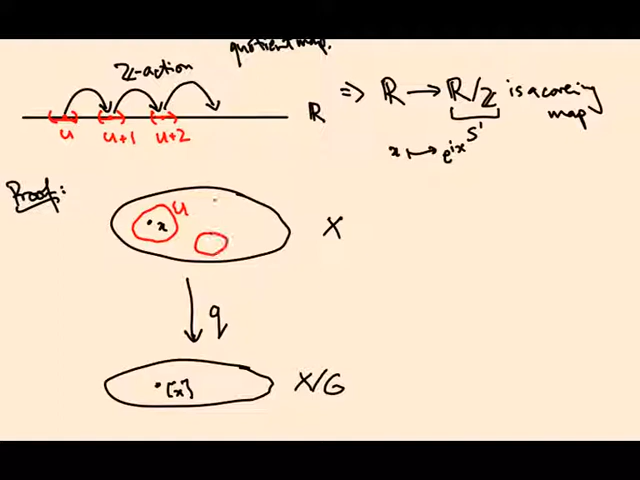 quotient map.
ℤ-action
⇒ ℝ → ℝ/ℤ is a covering map
S¹
x ↦ e^{ix}
ℝ
u u+1 u+2
Proof:
u
x
X
q
[x]
X/G